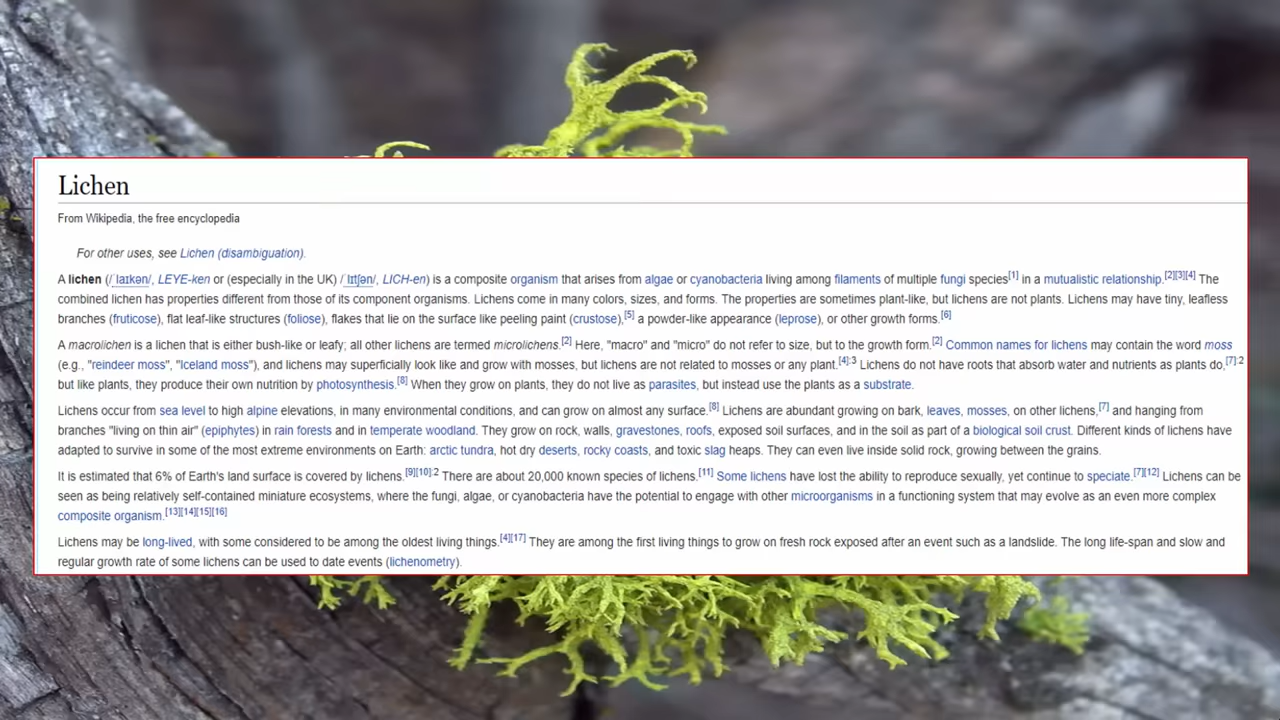 Lichen
From Wikipedia, the free encyclopedia
For other uses, see Lichen (disambiguation).
A lichen (/ˈlaɪkən/, LEYE-ken or (especially in the UK) /ˈlɪtʃən/, LICH-en) is a composite organism that arises from algae or cyanobacteria living among filaments of multiple fungi species[1] in a mutualistic relationship.[2][3][4] The
combined lichen has properties different from those of its component organisms. Lichens come in many colors, sizes, and forms. The properties are sometimes plant-like, but lichens are not plants. Lichens may have tiny, leafless
branches (fruticose), flat leaf-like structures (foliose), flakes that lie on the surface like peeling paint (crustose),[5] a powder-like appearance (leprose), or other growth forms.[6]
A macrolichen is a lichen that is either bush-like or leafy; all other lichens are termed microlichens.[2] Here, "macro" and "micro" do not refer to size, but to the growth form.[2] Common names for lichens may contain the word moss
(e.g., "reindeer moss", "Iceland moss"), and lichens may superficially look like and grow with mosses, but lichens are not related to mosses or any plant.[4]:3 Lichens do not have roots that absorb water and nutrients as plants do,[7]:2
but like plants, they produce their own nutrition by photosynthesis.[8] When they grow on plants, they do not live as parasites, but instead use the plants as a substrate.
Lichens occur from sea level to high alpine elevations, in many environmental conditions, and can grow on almost any surface.[8] Lichens are abundant growing on bark, leaves, mosses, on other lichens,[7] and hanging from
branches "living on thin air" (epiphytes) in rain forests and in temperate woodland. They grow on rock, walls, gravestones, roofs, exposed soil surfaces, and in the soil as part of a biological soil crust. Different kinds of lichens have
adapted to survive in some of the most extreme environments on Earth: arctic tundra, hot dry deserts, rocky coasts, and toxic slag heaps. They can even live inside solid rock, growing between the grains.
It is estimated that 6% of Earth's land surface is covered by lichens.[9][10]:2 There are about 20,000 known species of lichens.[11] Some lichens have lost the ability to reproduce sexually, yet continue to speciate.[7][12] Lichens can be
seen as being relatively self-contained miniature ecosystems, where the fungi, algae, or cyanobacteria have the potential to engage with other microorganisms in a functioning system that may evolve as an even more complex
composite organism.[13][14][15][16]
Lichens may be long-lived, with some considered to be among the oldest living things.[4][17] They are among the first living things to grow on fresh rock exposed after an event such as a landslide. The long life-span and slow and
regular growth rate of some lichens can be used to date events (lichenometry).